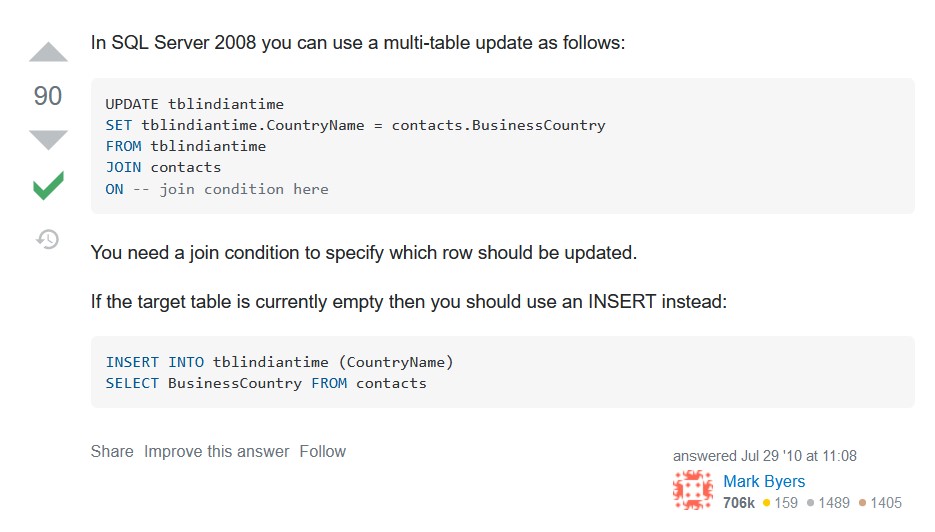 In SQL Server 2008 you can use a multi-table update as follows:
90
UPDATE tblindiantime
SET tblindiantime.CountryName = contacts.BusinessCountry
FROM tblindiantime
JOIN contacts
ON -- join condition here
You need a join condition to specify which row should be updated.
If the target table is currently empty then you should use an INSERT instead:
INSERT INTO tblindiantime (CountryName)
SELECT BusinessCountry FROM contacts
Share Improve this answer Follow
answered Jul 29 '10 at 11:08
Mark Byers
706k 159 1489 1405